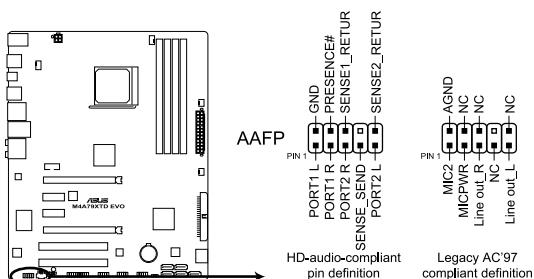 GND
PRESENCE#
SENSE1_RETUR
SENSE2_RETUR
AGND
NC
NC
NC
AAFP
PIN 1
PIN 1
PORT1 L
PORT1 R
PORT2 R
SENSE_SEND
PORT2 L
MIC2
MICPWR
Line out_R
NC
Line out_L
ASUS
M4A79XTD EVO
HD-audio-compliant
pin definition
Legacy AC'97
compliant definition